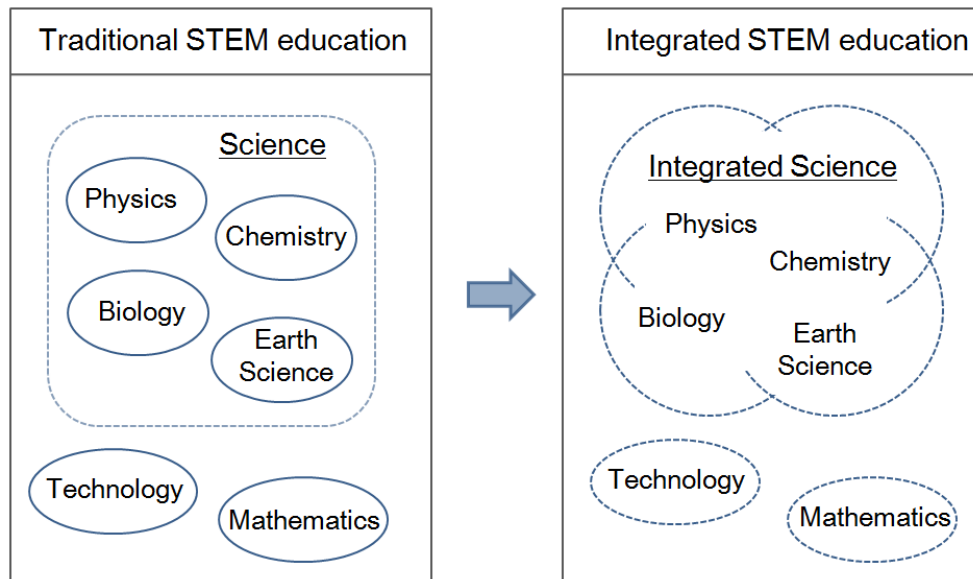 Traditional STEM education
Science
Physics
Chemistry
Biology
Earth
Science
Technology
Mathematics
Integrated STEM education
Integrated Science
Physics
Chemistry
Biology
Earth
Science
Technology
Mathematics